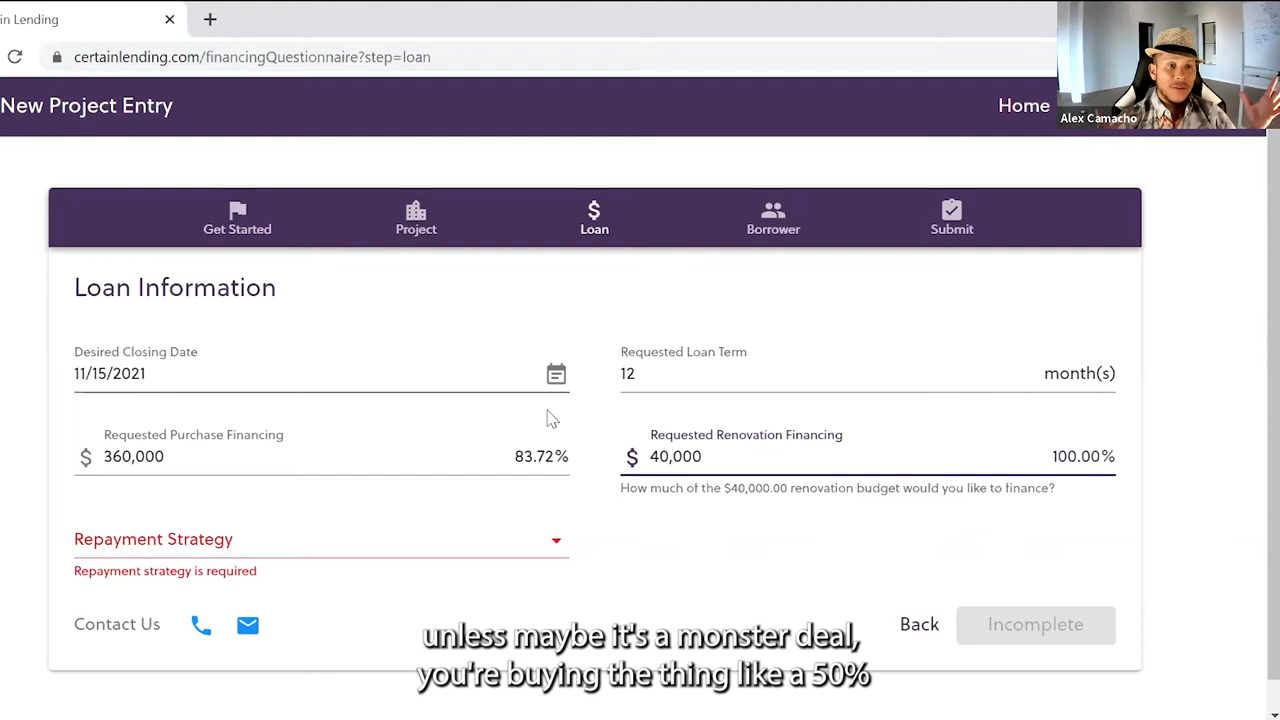 in Lending
certainlending.com/financingQuestionnaire?step=loan
New Project Entry
Home
Alex Camacho
Get Started
Project
Loan
Borrower
Submit
Loan Information
Desired Closing Date
11/15/2021
Requested Loan Term
12 month(s)
Requested Purchase Financing
$ 360,000 83.72%
Requested Renovation Financing
$ 40,000 100.00%
How much of the $40,000.00 renovation budget would you like to finance?
Repayment Strategy
Repayment strategy is required
Contact Us
Back
Incomplete
unless maybe it's a monster deal,
you're buying the thing like a 50%